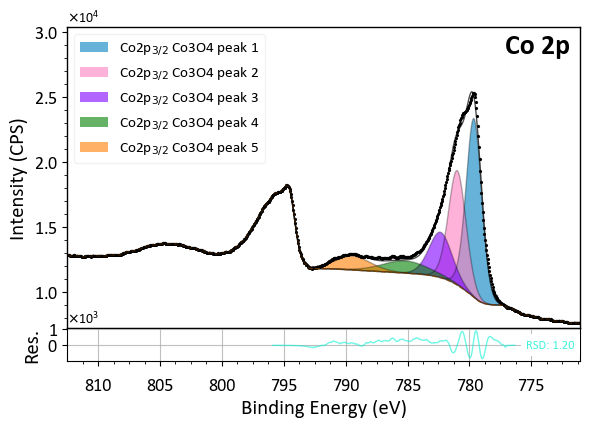 ×10⁴
Co 2p
Co2p₃/₂ Co3O4 peak 1
Co2p₃/₂ Co3O4 peak 2
Co2p₃/₂ Co3O4 peak 3
Co2p₃/₂ Co3O4 peak 4
Co2p₃/₂ Co3O4 peak 5
3.0
2.5
2.0
1.5
1.0
Intensity (CPS)
×10³
1
0
Res.
RSD: 1.20
810 805 800 795 790 785 780 775
Binding Energy (eV)